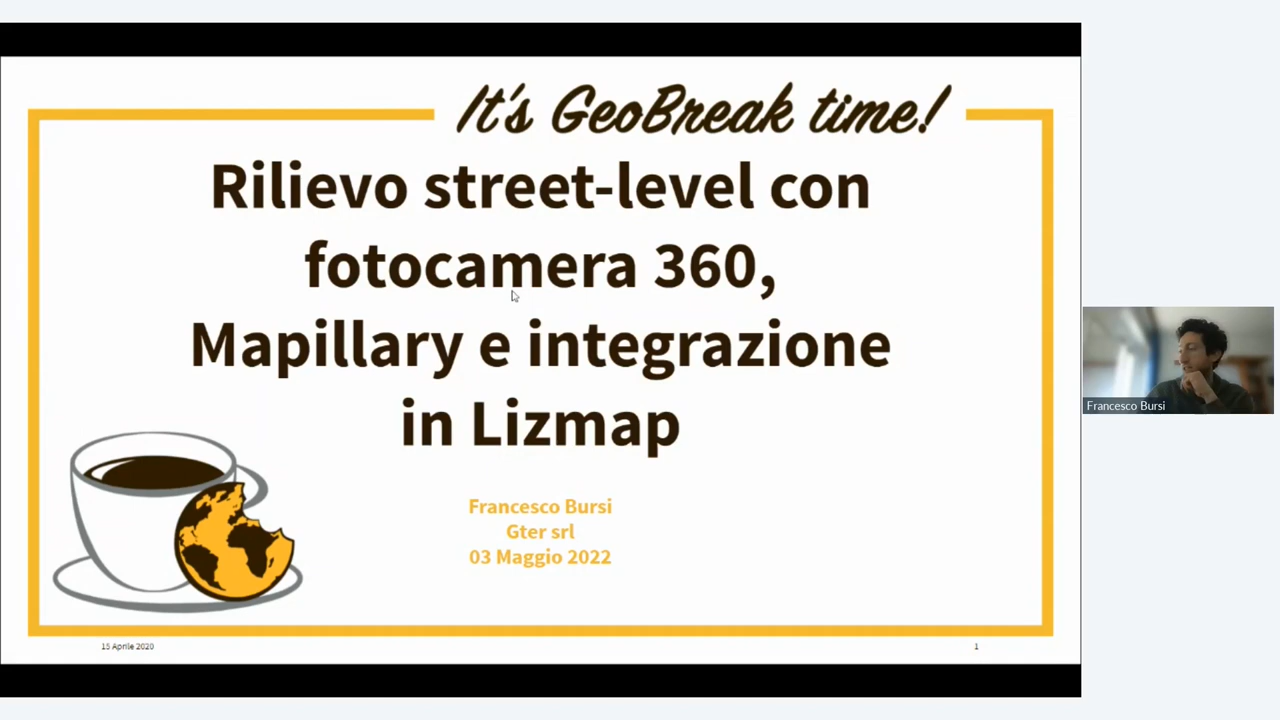 It's GeoBreak time!
Rilievo street-level con
fotocamera 360,
Mapillary e integrazione
in Lizmap
Francesco Bursi
Gter srl
03 Maggio 2022
15 Aprile 2020
1
Francesco Bursi